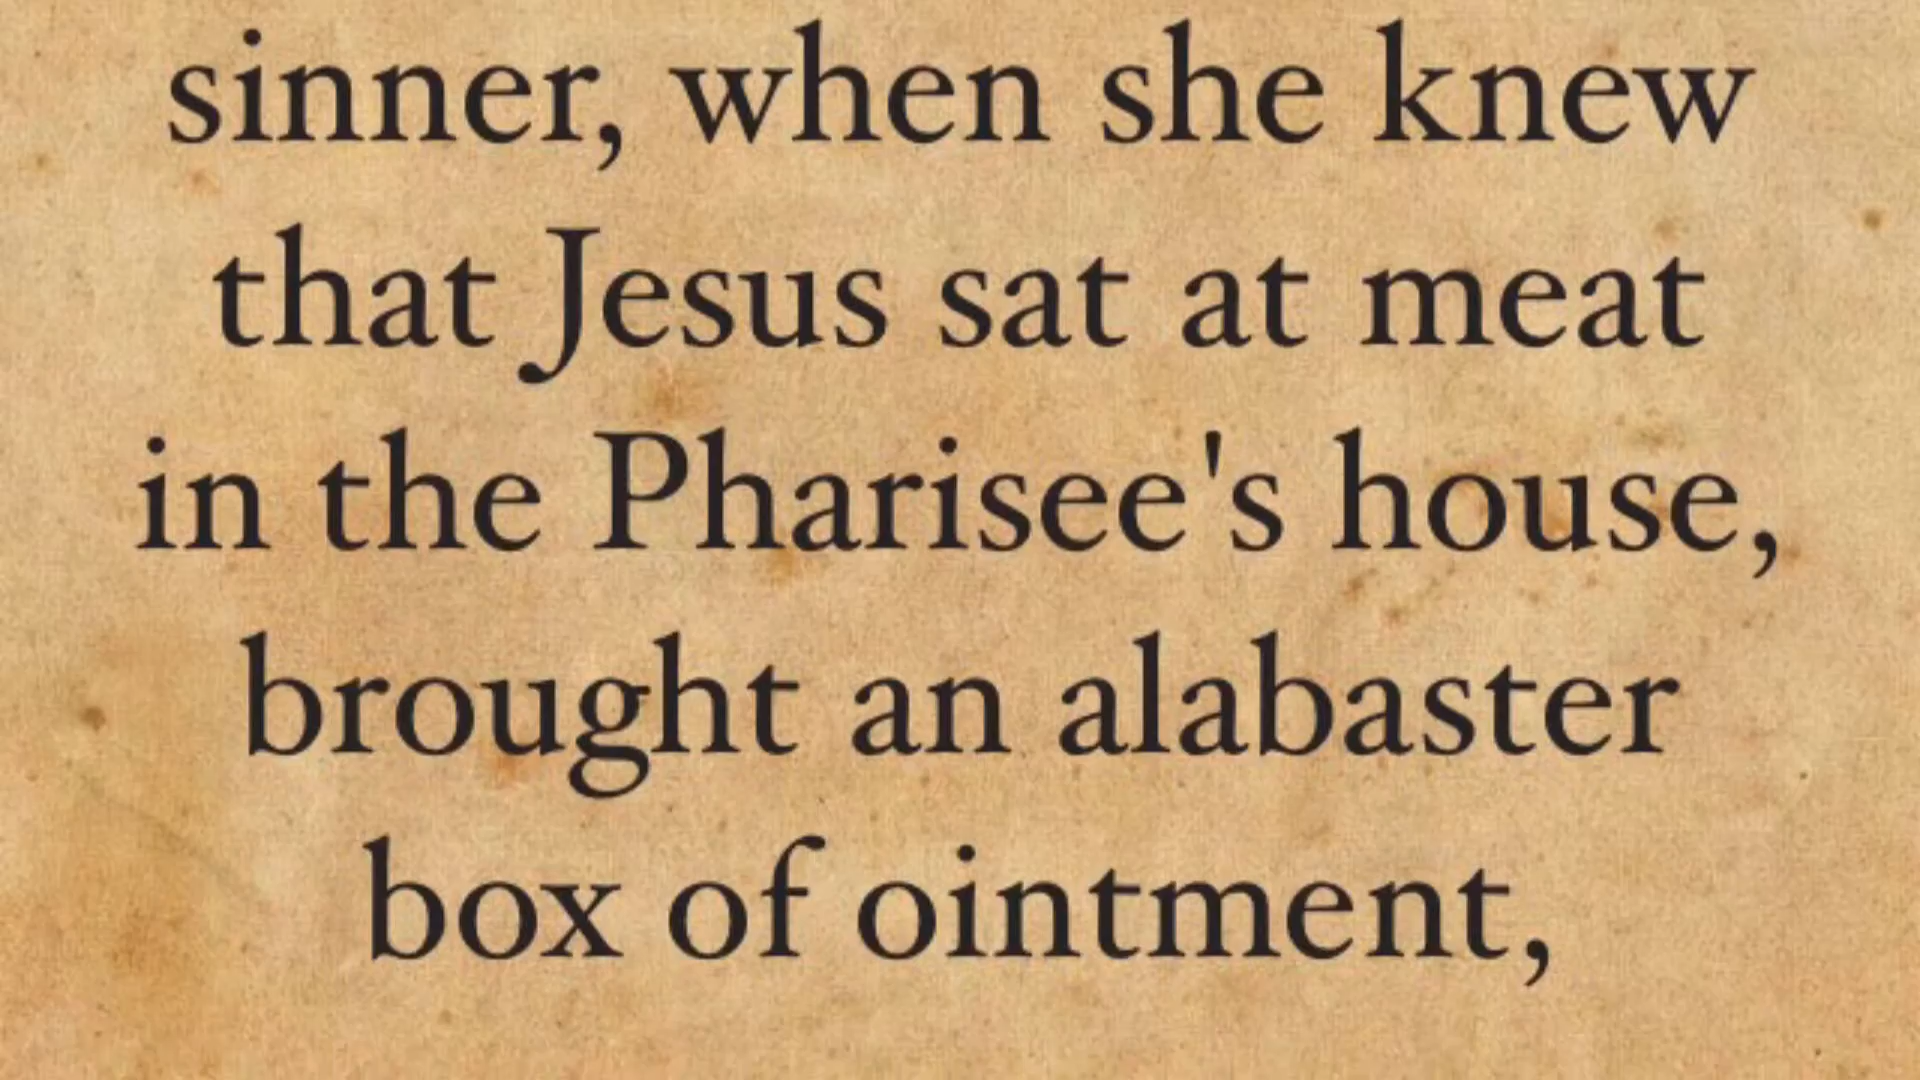 sinner, when she knew
that Jesus sat at meat
in the Pharisee's house,
brought an alabaster
box of ointment,